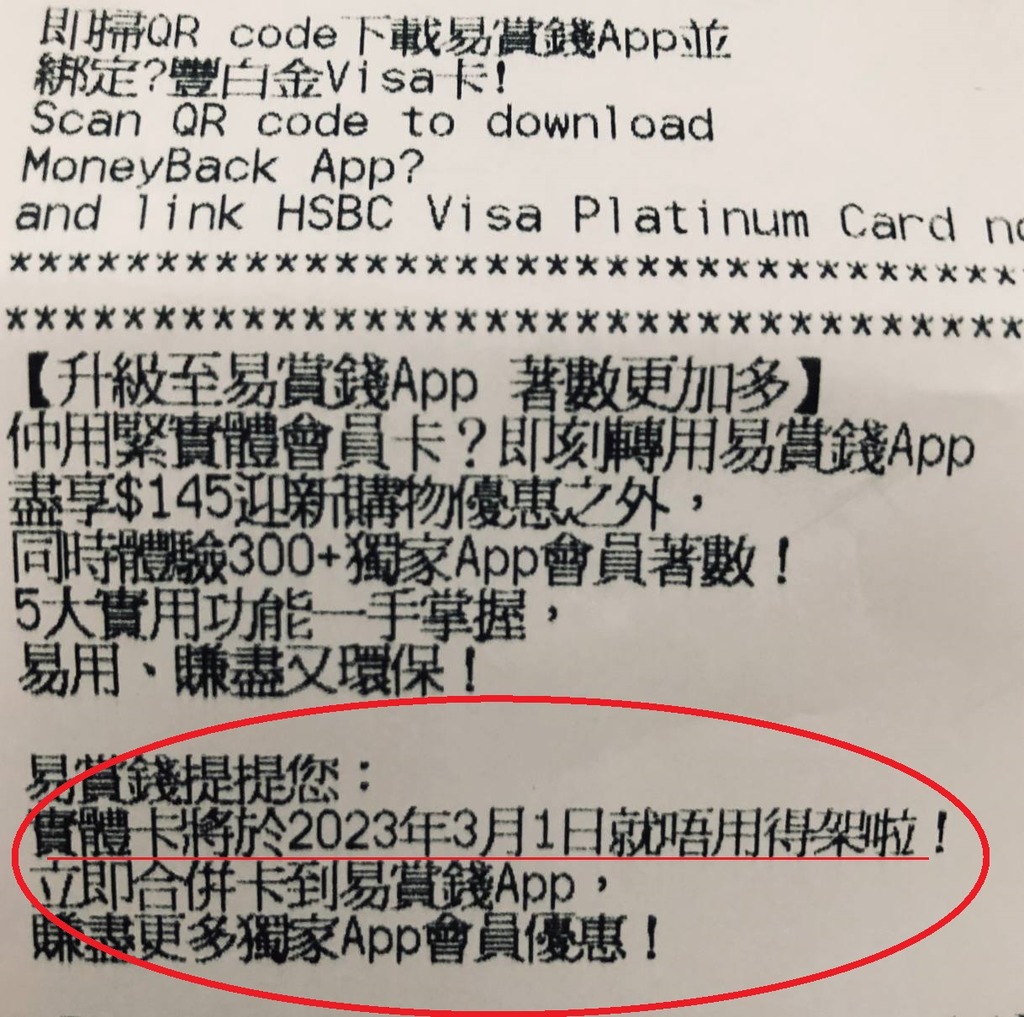 即掃QR code下載易賞錢App並
綁定?豐白金Visa卡!
Scan QR code to download
MoneyBack App?
and link HSBC Visa Platinum Card
************************************
************************************
【升級至易賞錢App 著數更加多】
仲用緊實體會員卡？即刻轉用易賞錢App
盡享$145迎新購物優惠之外，
同時體驗300+獨家App會員著數！
5大實用功能一手掌握，
易用、賺盡又環保！
易賞錢提提您：
實體卡將於2023年3月1日就唔用得架啦！
立即合併卡到易賞錢App，
賺盡更多獨家App會員優惠！